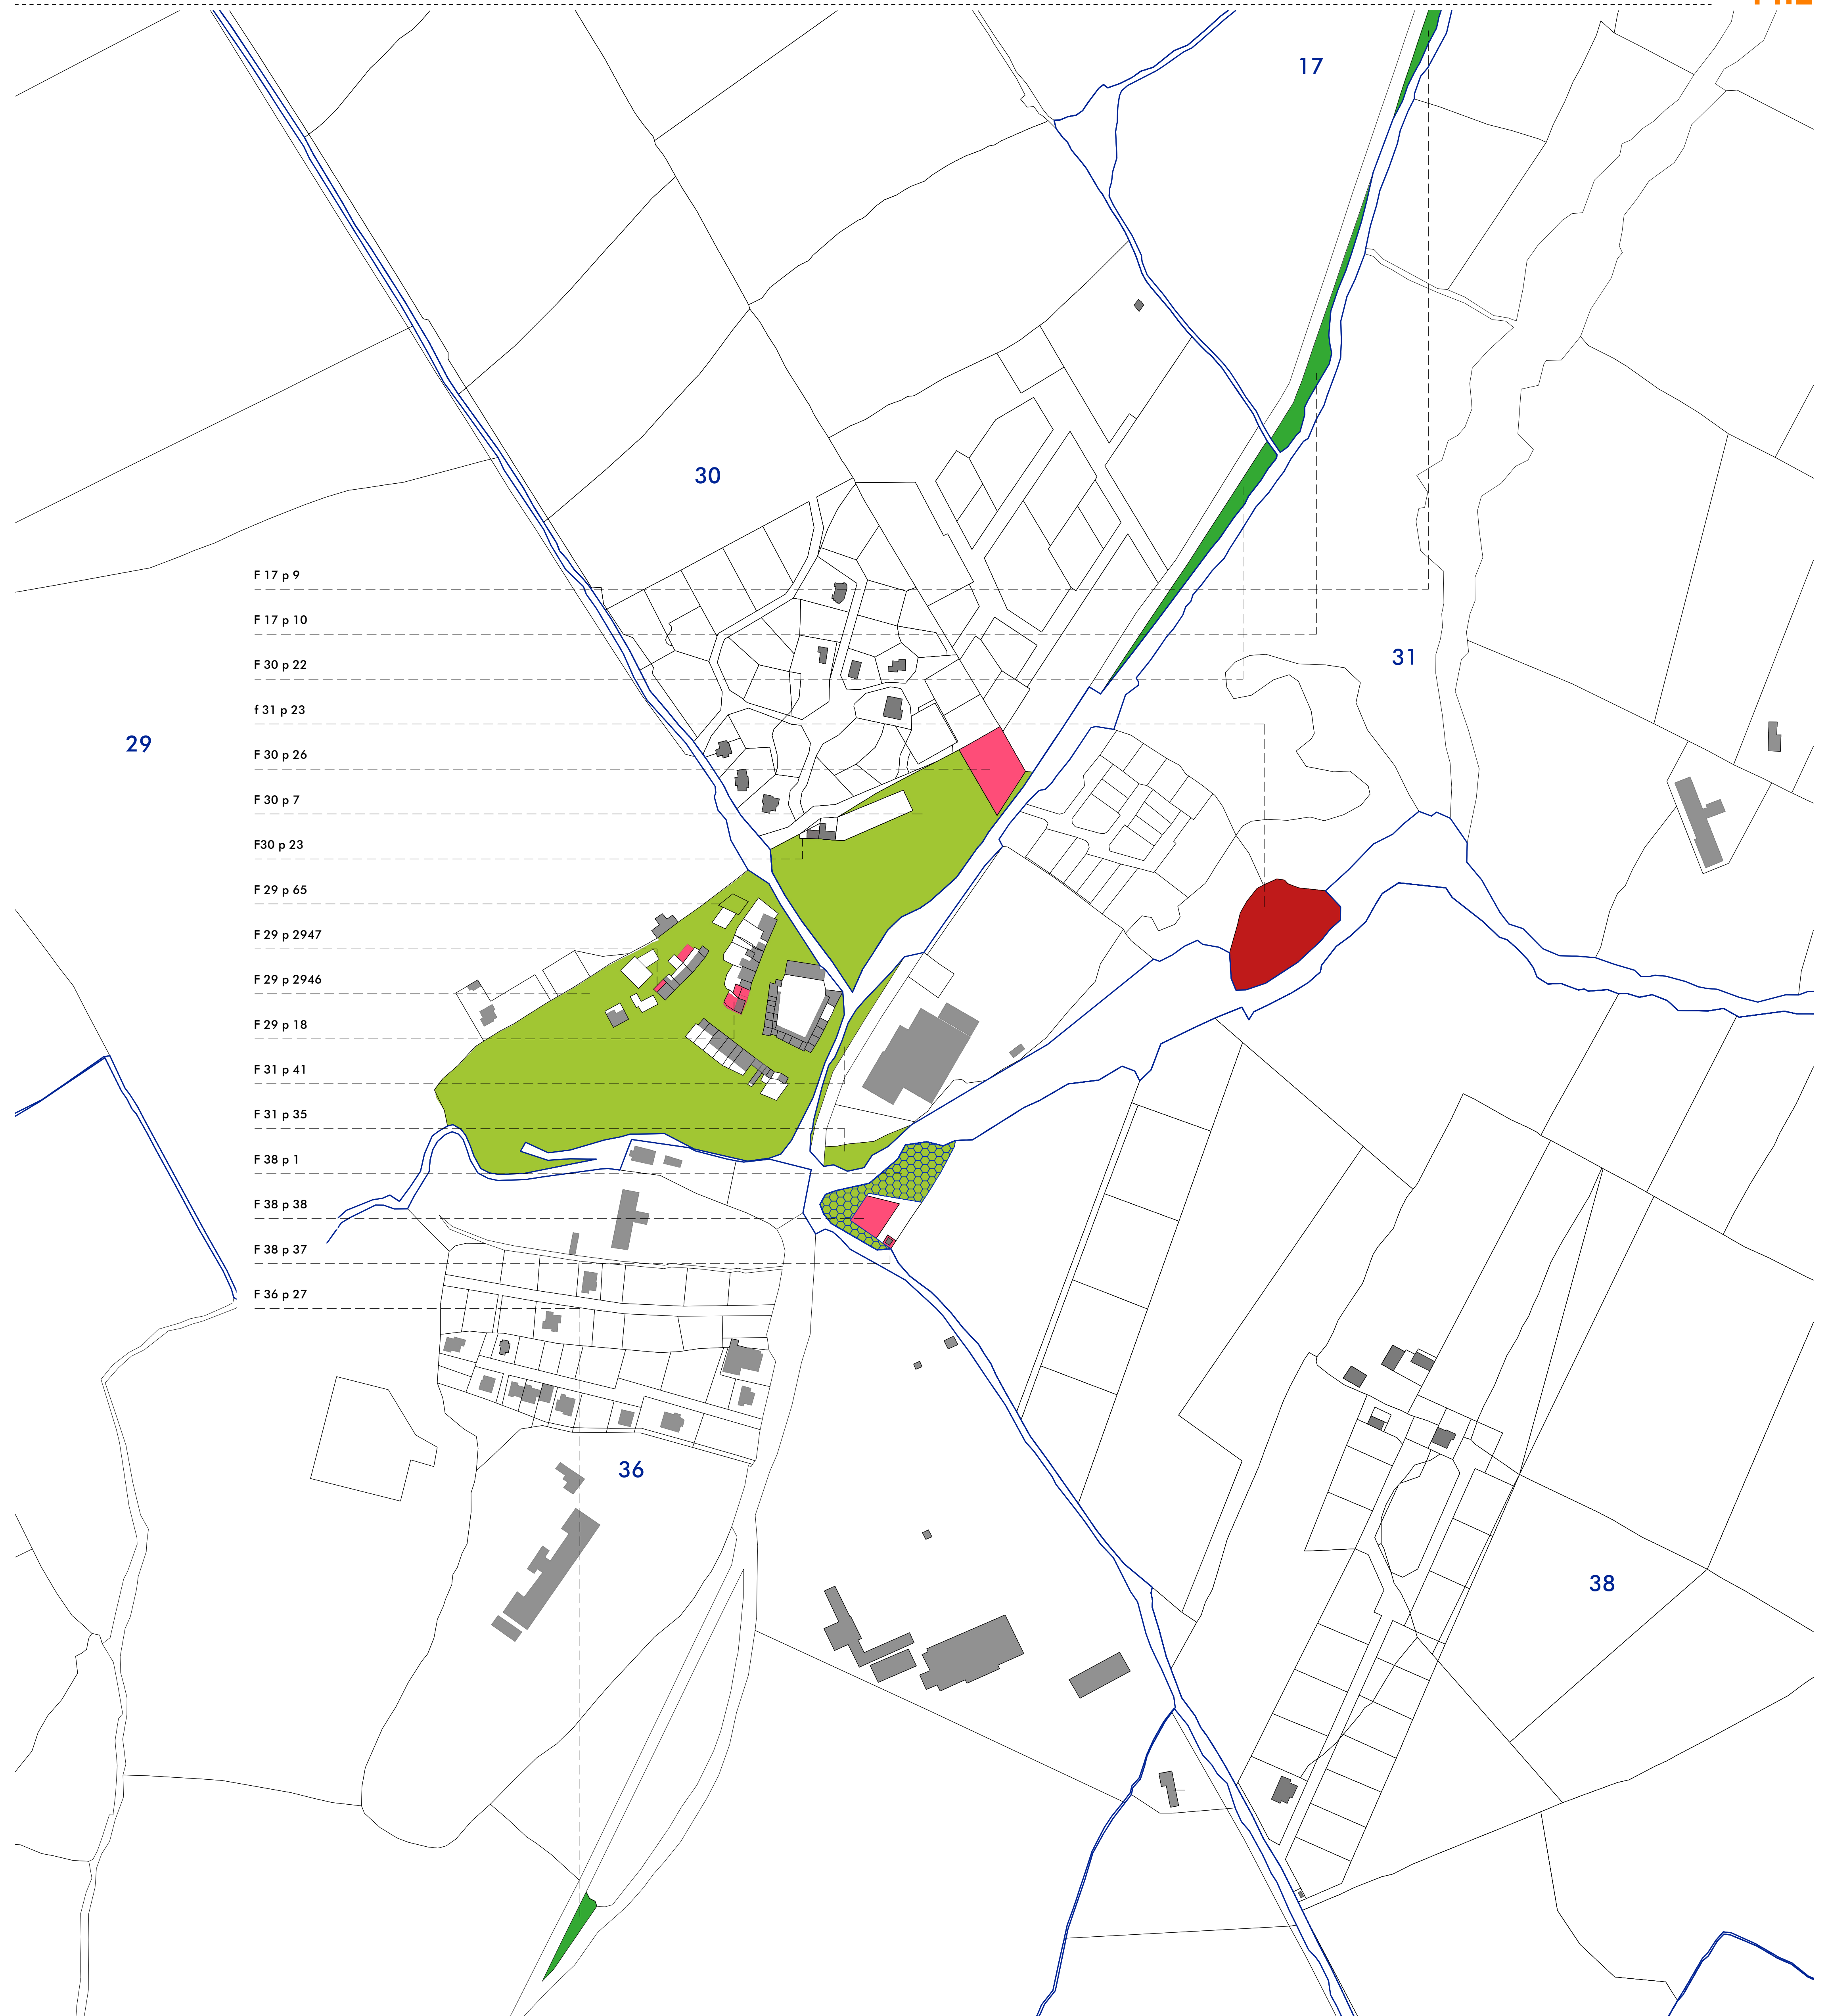 17
30
31
29
F 17 p 9
F 17 p 10
F 30 p 22
f 31 p 23
F 30 p 26
F 30 p 7
F30 p 23
F 29 p 65
F 29 p 2947
F 29 p 2946
F 29 p 18
F 31 p 41
F 31 p 35
F 38 p 1
F 38 p 38
F 38 p 37
F 36 p 27
36
38